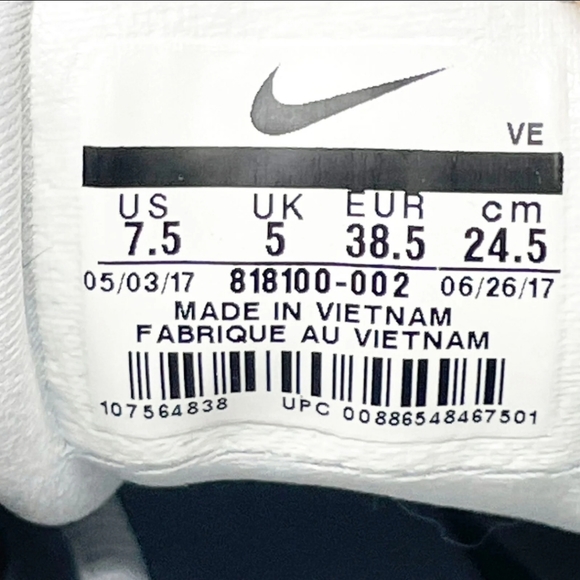 VE
US UK EUR cm
7.5 5 38.5 24.5
05/03/17 818100-002 06/26/17
MADE IN VIETNAM
FABRIQUE AU VIETNAM
107564838 UPC 00886548467501